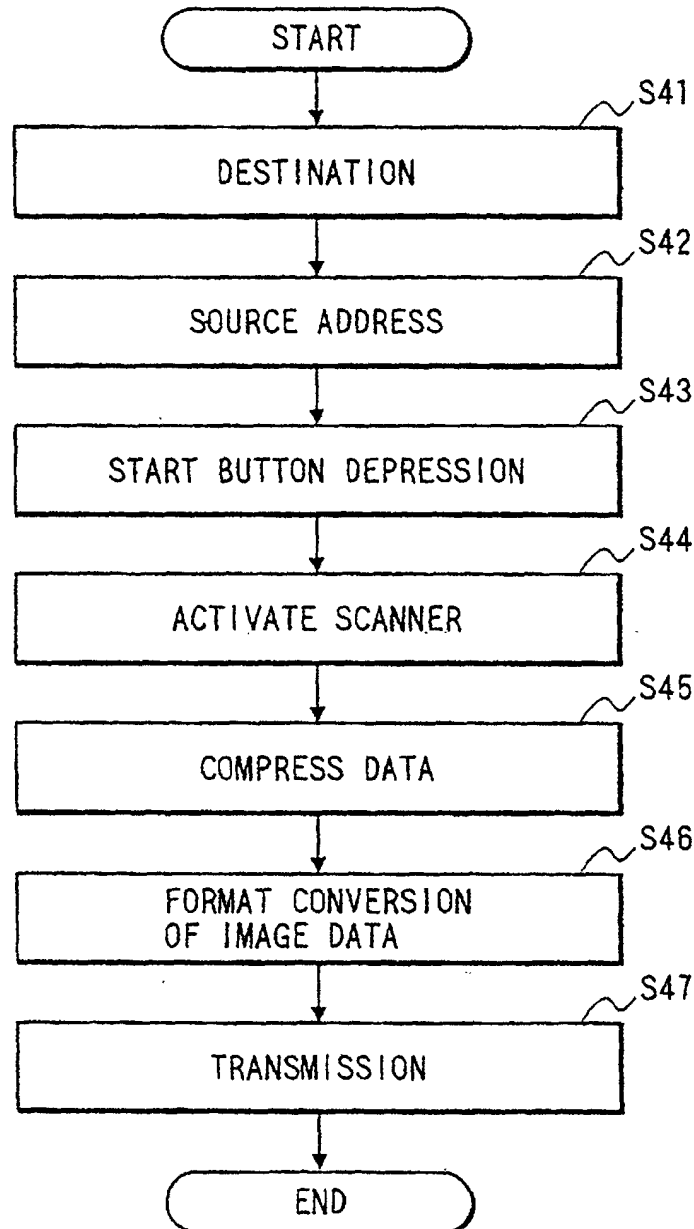 START
S41
DESTINATION
S42
SOURCE ADDRESS
S43
START BUTTON DEPRESSION
S44
ACTIVATE SCANNER
S45
COMPRESS DATA
S46
FORMAT CONVERSION
OF IMAGE DATA
S47
TRANSMISSION
END